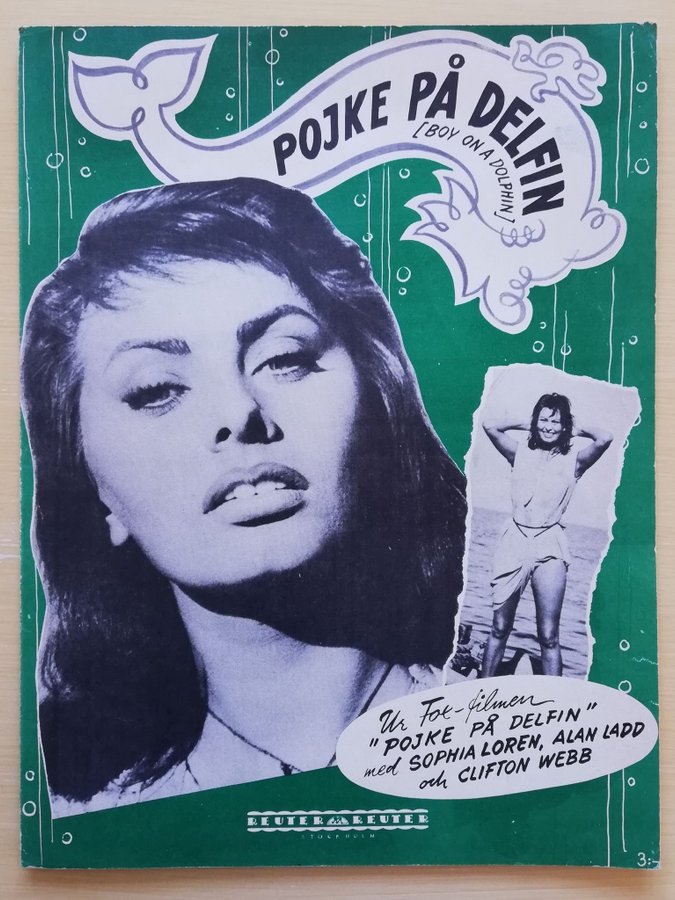 POJKE PÅ DELFIN
[BOY ON A DOLPHIN]
Ur Fox-filmen
"POJKE PÅ DELFIN"
med SOPHIA LOREN, ALAN LADD
och CLIFTON WEBB
REUTER & REUTER
STOCKHOLM
3:-